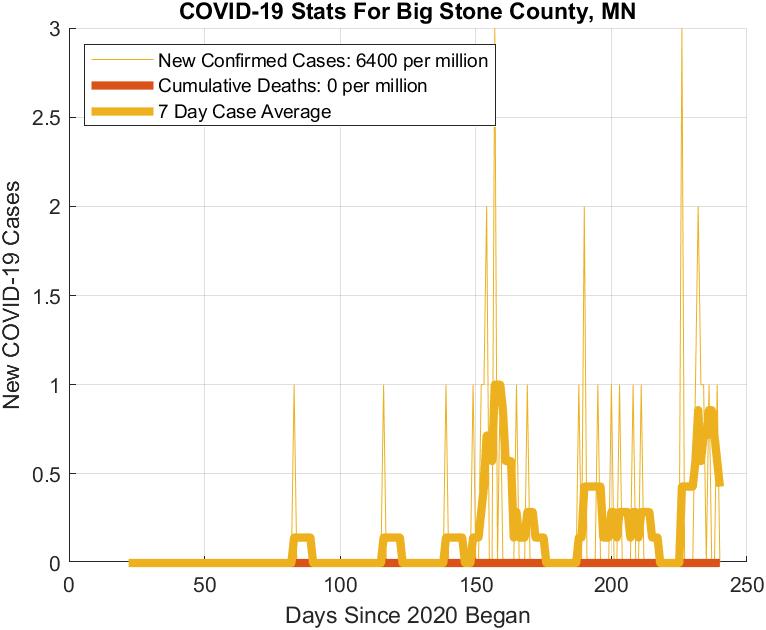 COVID-19 Stats For Big Stone County, MN
New Confirmed Cases: 6400 per million
Cumulative Deaths: 0 per million
7 Day Case Average
New COVID-19 Cases
3
2.5
2
1.5
1
0.5
0
0 50 100 150 200 250
Days Since 2020 Began